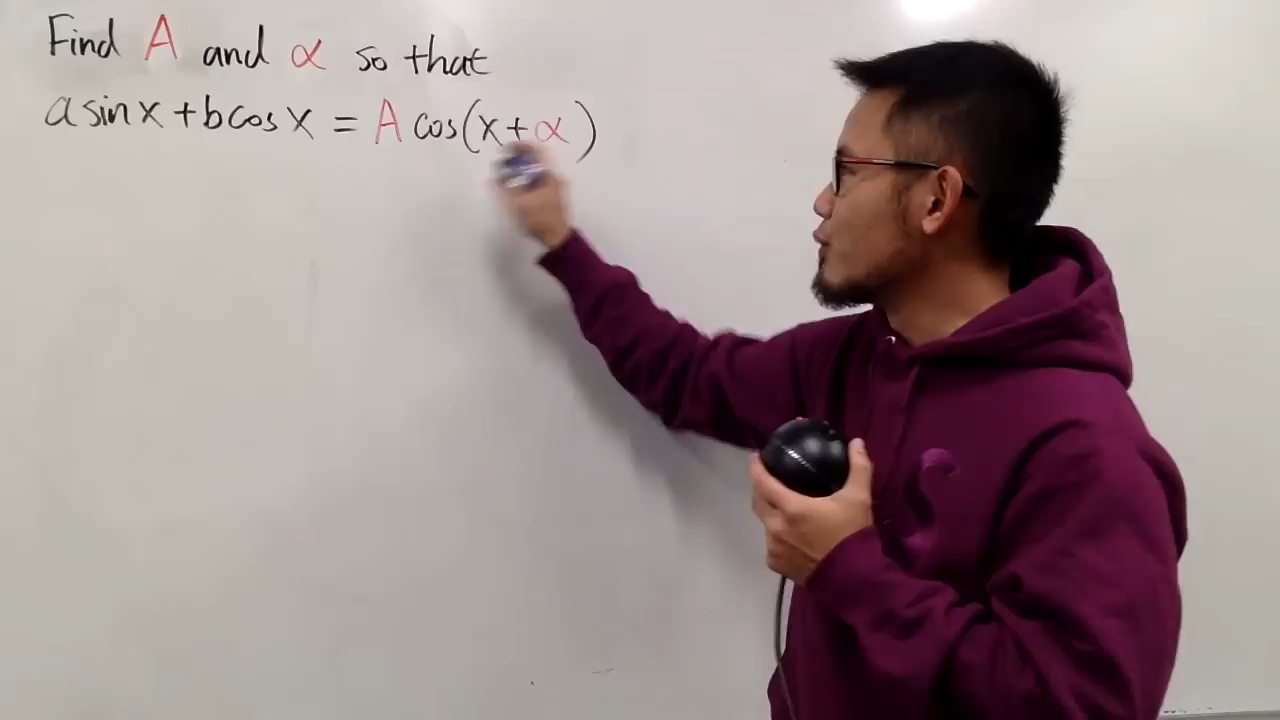 Find A and α so that
a sin x + b cos x = A cos(x + α)